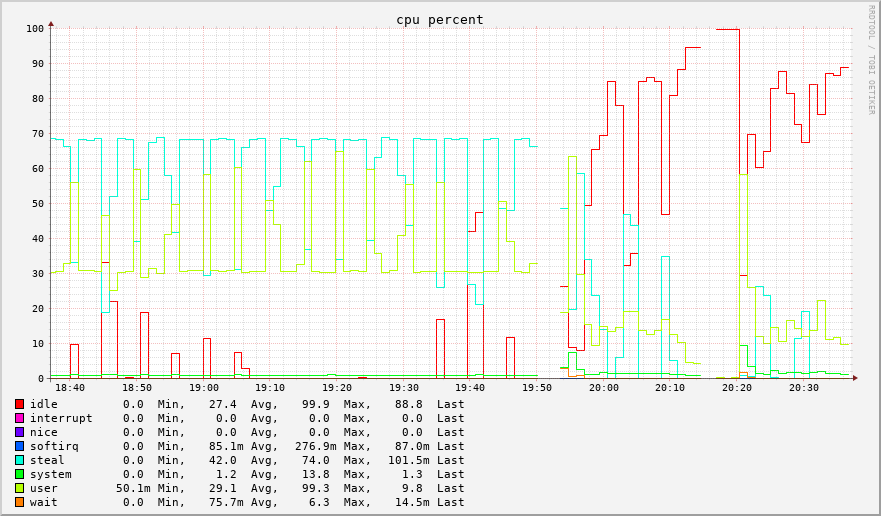 cpu percent
RRDTOOL / TOBI OETIKER
100
90
80
70
60
50
40
30
20
10
0
18:40 18:50 19:00 19:10 19:20 19:30 19:40 19:50 20:00 20:10 20:20 20:30
idle 0.0 Min, 27.4 Avg, 99.9 Max, 88.8 Last
interrupt 0.0 Min, 0.0 Avg, 0.0 Max, 0.0 Last
nice 0.0 Min, 0.0 Avg, 0.0 Max, 0.0 Last
softirq 0.0 Min, 85.1m Avg, 276.9m Max, 87.0m Last
steal 0.0 Min, 42.0 Avg, 74.0 Max, 101.5m Last
system 0.0 Min, 1.2 Avg, 13.8 Max, 1.3 Last
user 50.1m Min, 29.1 Avg, 99.3 Max, 9.8 Last
wait 0.0 Min, 75.7m Avg, 6.3 Max, 14.5m Last